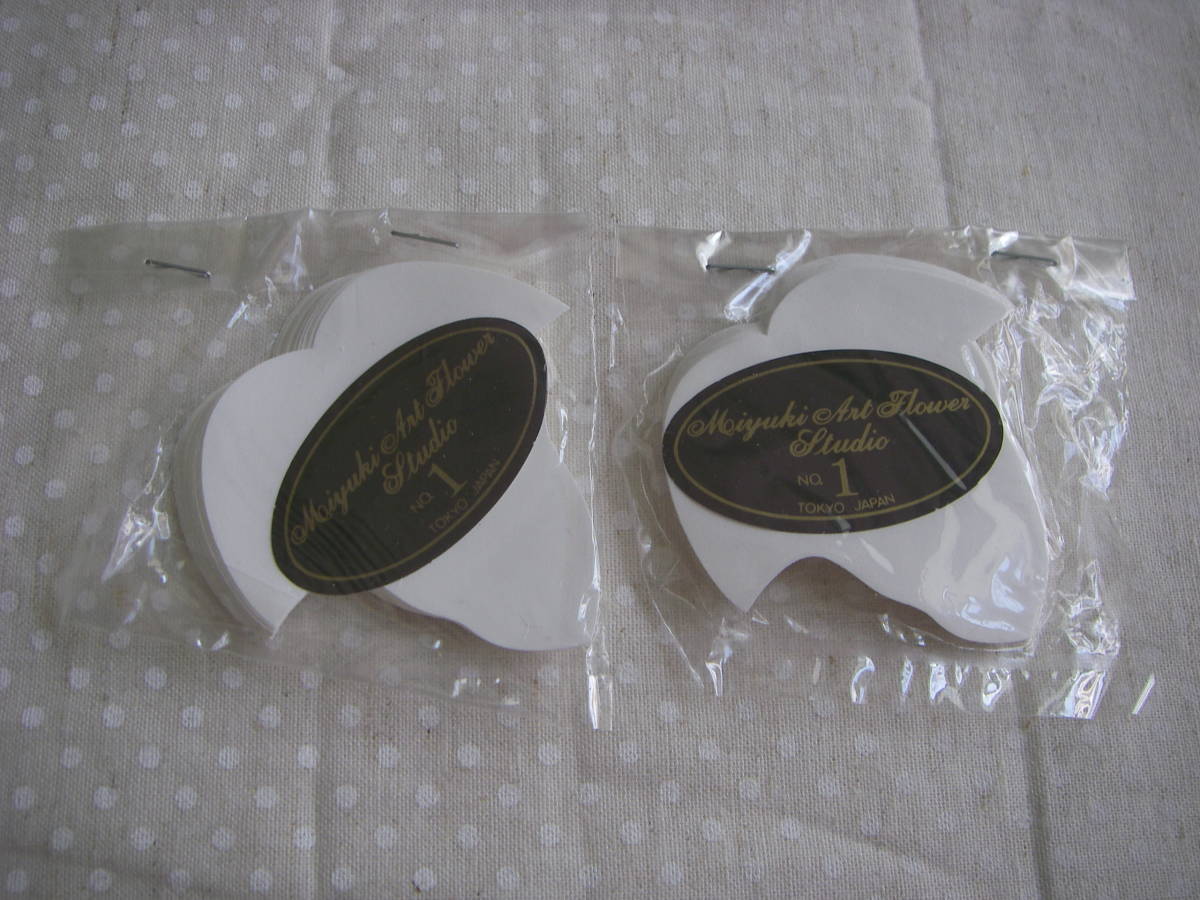 Miyuki Art Flower
Studio
NO. 1
TOKYO JAPAN
Miyuki Art Flower
Studio
NO. 1
TOKYO JAPAN